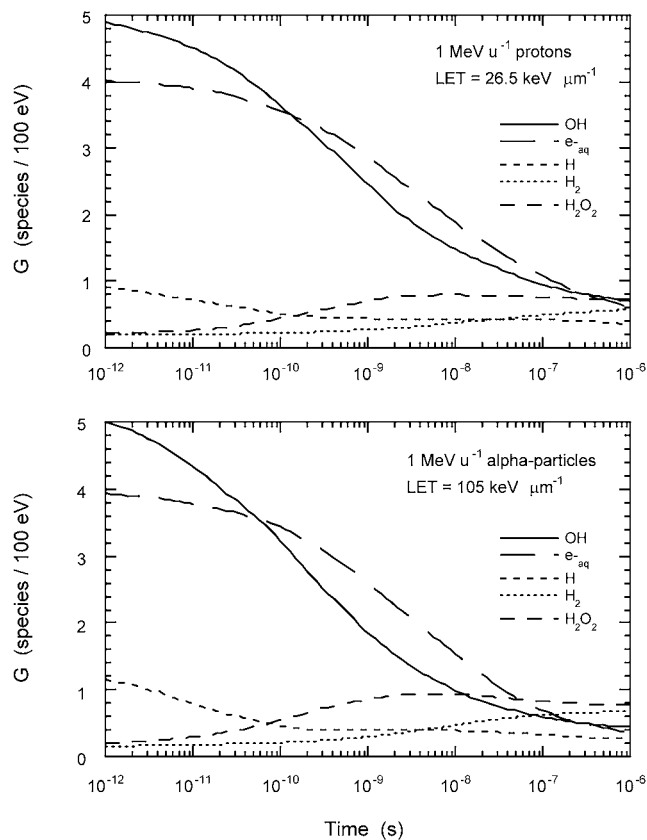 1 MeV u⁻¹ protons
LET = 26.5 keV μm⁻¹
OH
e-aq
H
H₂
H₂O₂
G (species / 100 eV)
5
4
3
2
1
0
10⁻¹² 10⁻¹¹ 10⁻¹⁰ 10⁻⁹ 10⁻⁸ 10⁻⁷ 10⁻⁶
1 MeV u⁻¹ alpha-particles
LET = 105 keV μm⁻¹
OH
e-aq
H
H₂
H₂O₂
G (species / 100 eV)
5
4
3
2
1
0
10⁻¹² 10⁻¹¹ 10⁻¹⁰ 10⁻⁹ 10⁻⁸ 10⁻⁷ 10⁻⁶
Time (s)